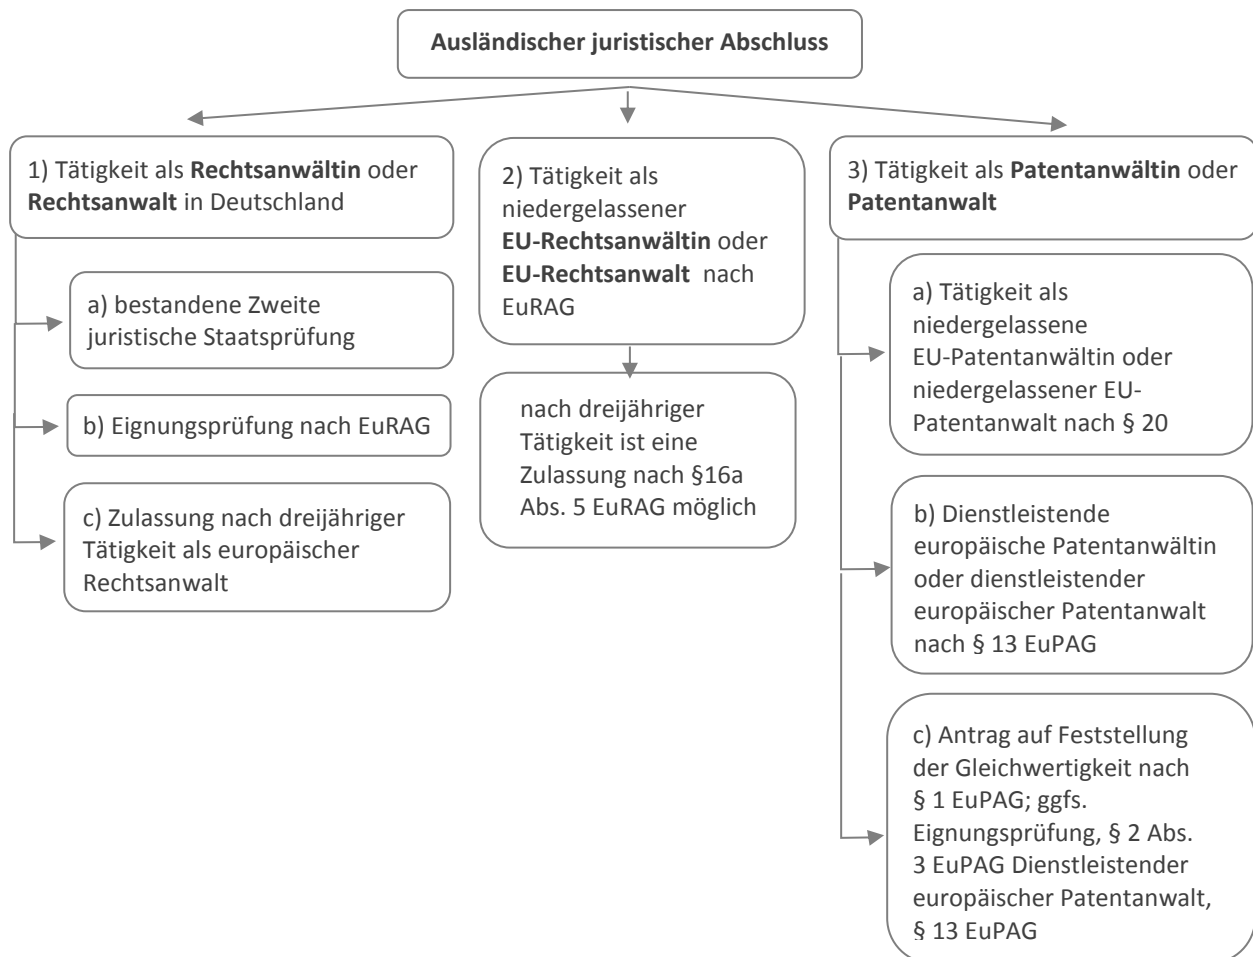 Ausländischer juristischer Abschluss
1) Tätigkeit als Rechtsanwältin oder
Rechtsanwalt in Deutschland
a) bestandene Zweite
juristische Staatsprüfung
b) Eignungsprüfung nach EuRAG
c) Zulassung nach dreijähriger
Tätigkeit als europäischer
Rechtsanwalt
2) Tätigkeit als
niedergelassener
EU-Rechtsanwältin oder
EU-Rechtsanwalt nach
EuRAG
nach dreijähriger
Tätigkeit ist eine
Zulassung nach §16a
Abs. 5 EuRAG möglich
3) Tätigkeit als Patentanwältin oder
Patentanwalt
a) Tätigkeit als
niedergelassene
EU-Patentanwältin oder
niedergelassener EU-
Patentanwalt nach § 20
b) Dienstleistende
europäische Patentanwältin
oder dienstleistender
europäischer Patentanwalt
nach § 13 EuPAG
c) Antrag auf Feststellung
der Gleichwertigkeit nach
§ 1 EuPAG; ggfs.
Eignungsprüfung, § 2 Abs.
3 EuPAG Dienstleistender
europäischer Patentanwalt,
§ 13 EuPAG